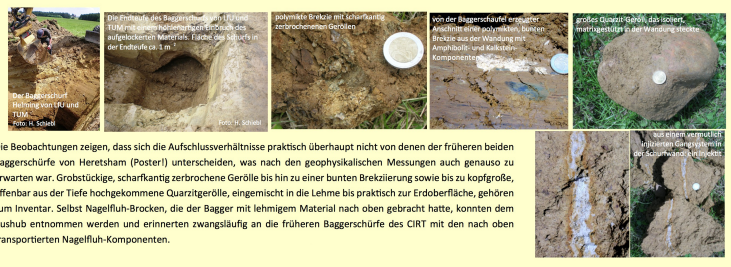 Der Baggerschurf
Helming von LfU und
TUM
Foto: H. Schiebl
Die Endteufe des Baggerschurfs von LfU und
TUM mit einem höhlenartigen Einbruch des
aufgelockerten Materials. Fläche des Schurfs in
der Endteufe ca. 1 m ²
Foto: H. Schiebl
polymikte Brekzie mit scharfkantig
zerbrochenenen Geröllen
von der Baggerschaufel erzeugter
Anschnitt einer polymikten, bunten
Brekzie aus der Wandung mit
Amphibolit- und Kalkstein-
Komponenten
großes Quarzit-Geröll, das isoliert,
matrixgestützt in der Wandung steckte
aus einem vermutlich
injizierten Gangsystem in
der Schurfwand: ein Injektit
ie Beobachtungen zeigen, dass sich die Aufschlussverhältnisse praktisch überhaupt nicht von denen der früheren beiden
aggerschürfe von Heretsham (Poster!) unterscheiden, was nach den geophysikalischen Messungen auch genauso zu
rwarten war. Grobstückige, scharfkantig zerbrochene Gerölle bis hin zu einer bunten Brekziierung sowie bis zu kopfgroße,
ffenbar aus der Tiefe hochgekommene Quarzitgerölle, eingemischt in die Lehme bis praktisch zur Erdoberfläche, gehören
um Inventar. Selbst Nagelfluh-Brocken, die der Bagger mit lehmigem Material nach oben gebracht hatte, konnten dem
ushub entnommen werden und erinnerten zwangsläufig an die früheren Baggerschürfe des CIRT mit den nach oben
ransportierten Nagelfluh-Komponenten.